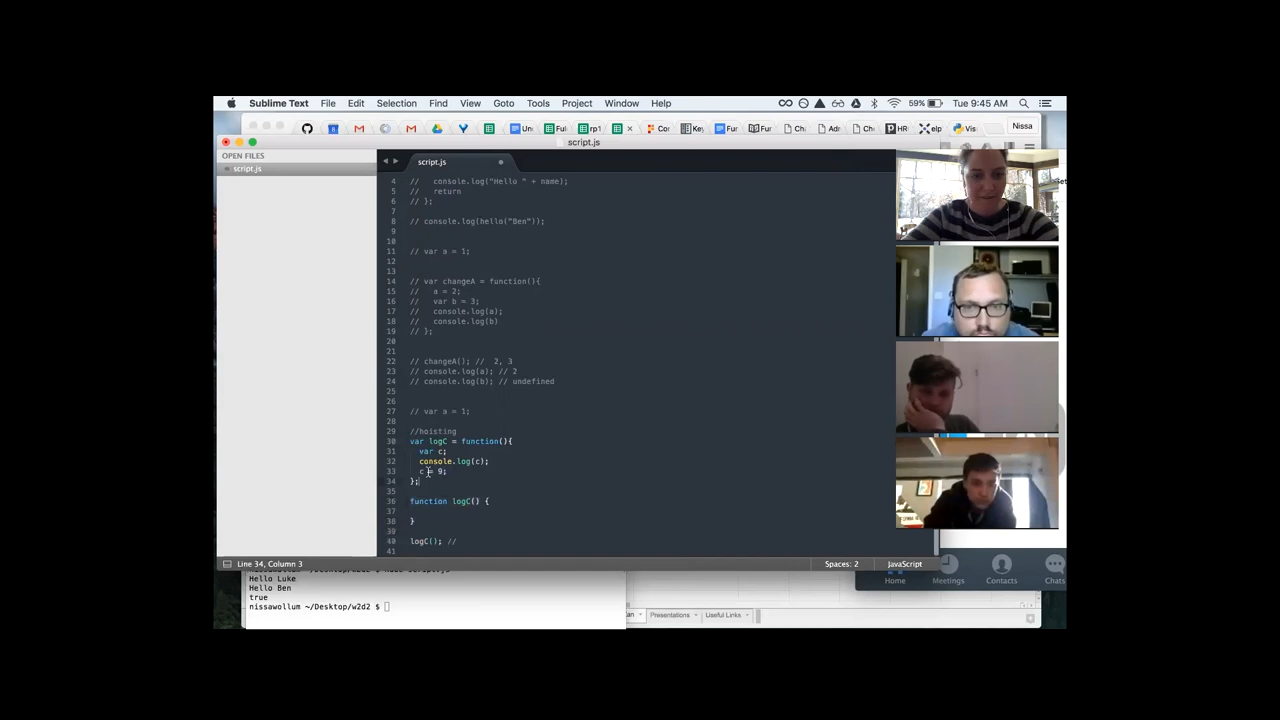 Sublime Text File Edit Selection Find View Goto Tools Project Window Help 59% Tue 9:45 AM
Nissa
script.js
OPEN FILES
script.js
script.js
4 // console.log("Hello " + name);
5 // return
6 // };
7
8 // console.log(hello("Ben"));
9
10
11 // var a = 1;
12
13
14 // var changeA = function(){
15 // a = 2;
16 // var b = 3;
17 // console.log(a);
18 // console.log(b)
19 // };
20
21
22 // changeA(); // 2, 3
23 // console.log(a); // 2
24 // console.log(b); // undefined
25
26
27 // var a = 1;
28
29 //hoisting
30 var logC = function(){
31 var c;
32 console.log(c);
33 c = 9;
34 };
35
36 function logC() {
37
38 }
39
40 logC(); //
41
Line 34, Column 3 Spaces: 2 JavaScript
Hello Luke
Hello Ben
true
nissawollum ~/Desktop/w2d2 $
Home Meetings Contacts Chats
Presentations Useful Links